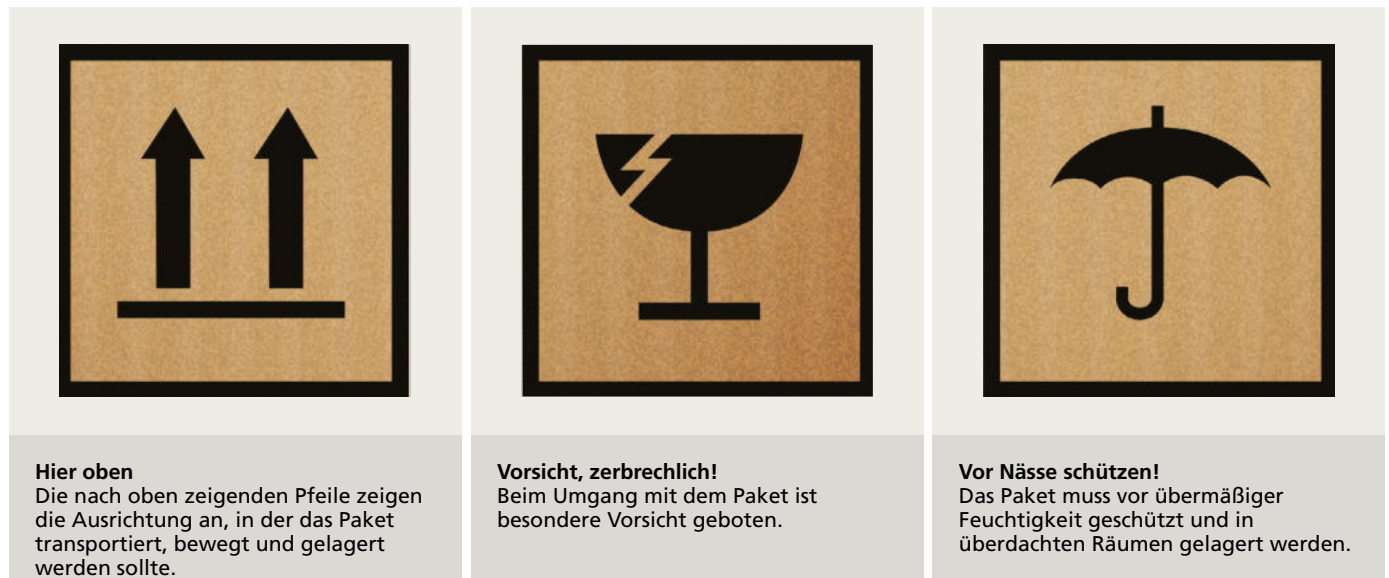 Hier oben
Die nach oben zeigenden Pfeile zeigen
die Ausrichtung an, in der das Paket
transportiert, bewegt und gelagert
werden sollte.
Vorsicht, zerbrechlich!
Beim Umgang mit dem Paket ist
besondere Vorsicht geboten.
Vor Nässe schützen!
Das Paket muss vor übermäßiger
Feuchtigkeit geschützt und in
überdachten Räumen gelagert werden.